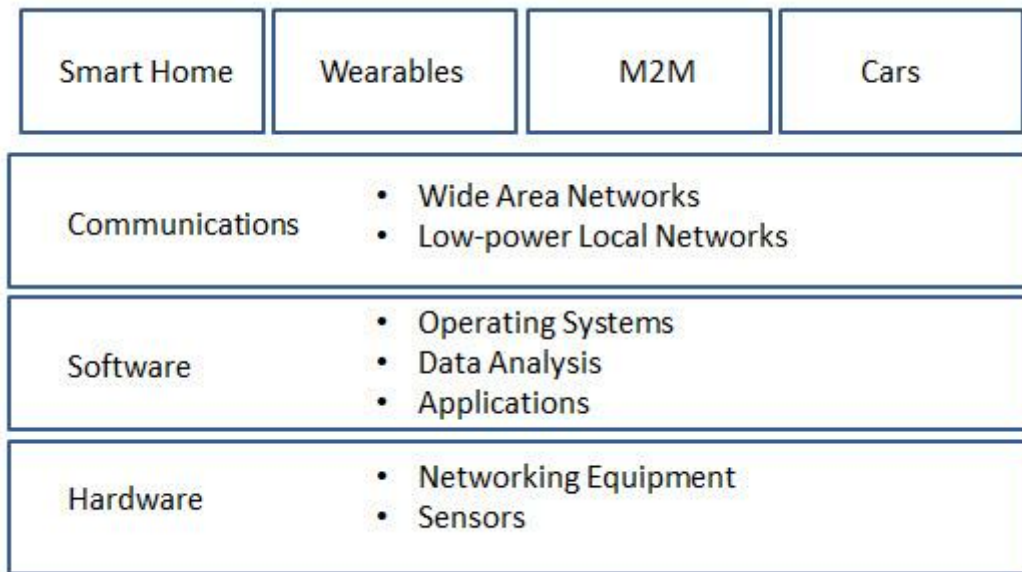 Smart Home
Wearables
M2M
Cars
Communications
• Wide Area Networks
• Low-power Local Networks
Software
• Operating Systems
• Data Analysis
• Applications
Hardware
• Networking Equipment
• Sensors